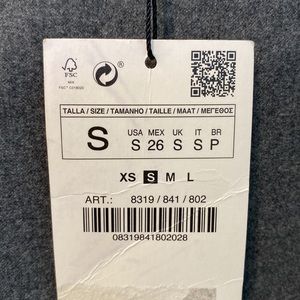 FSC
TALLA / SIZE / TAMANHO / TAILLE / MAAT / ΜΕΓΕΘΟΣ
S
USA MEX UK IT BR
S 26 S S P
XS S M L
ART.: 8319 / 841 / 802
08319841802028